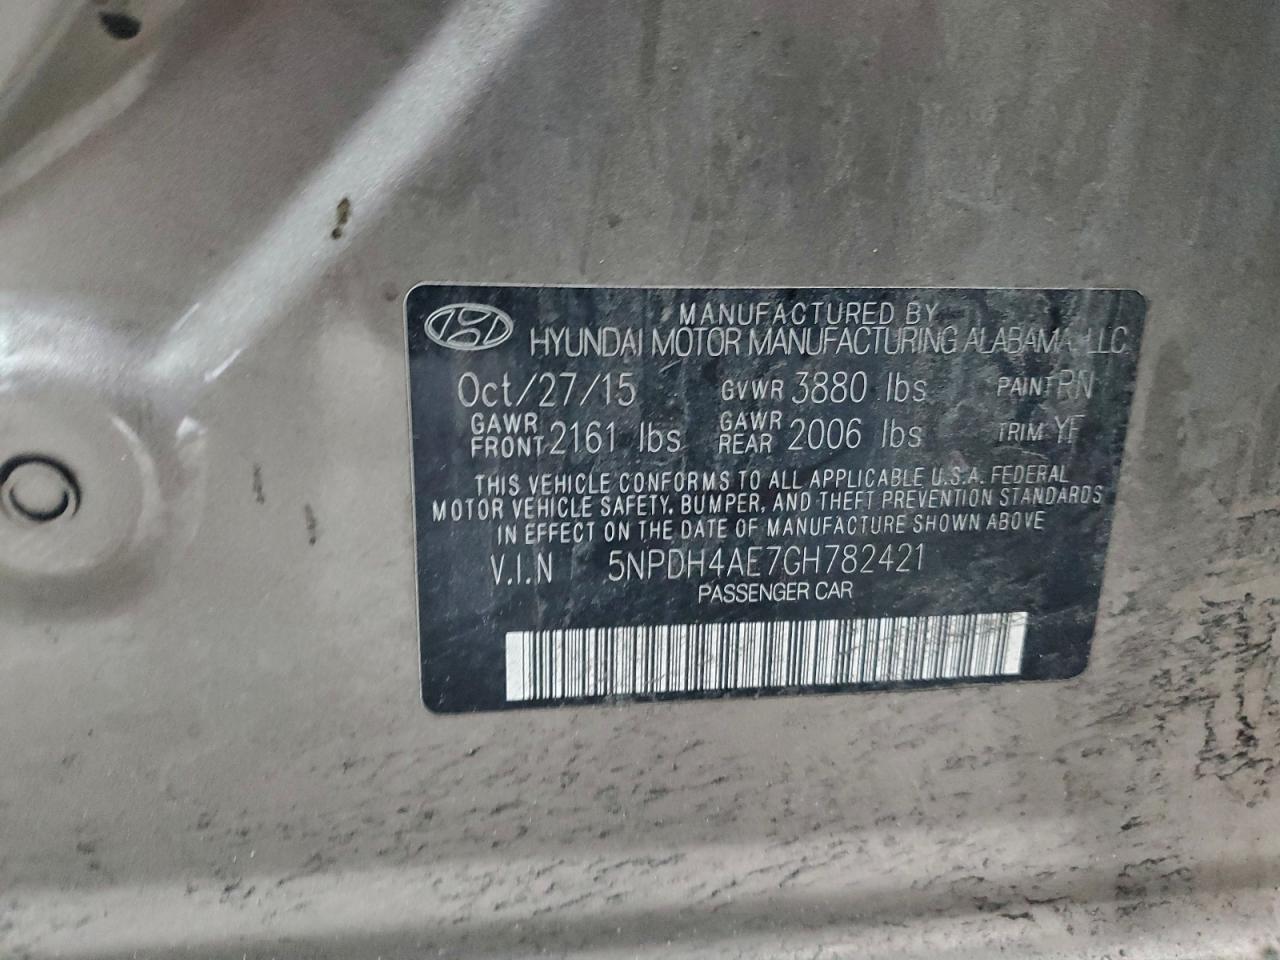 MANUFACTURED BY
HYUNDAI MOTOR MANUFACTURING ALABAMA, LLC
Oct/27/15 GVWR 3880 lbs PAINT RN
GAWR FRONT 2161 lbs GAWR REAR 2006 lbs TRIM YF
THIS VEHICLE CONFORMS TO ALL APPLICABLE U.S.A. FEDERAL
MOTOR VEHICLE SAFETY, BUMPER, AND THEFT PREVENTION STANDARDS
IN EFFECT ON THE DATE OF MANUFACTURE SHOWN ABOVE
V.I.N 5NPDH4AE7GH782421
PASSENGER CAR